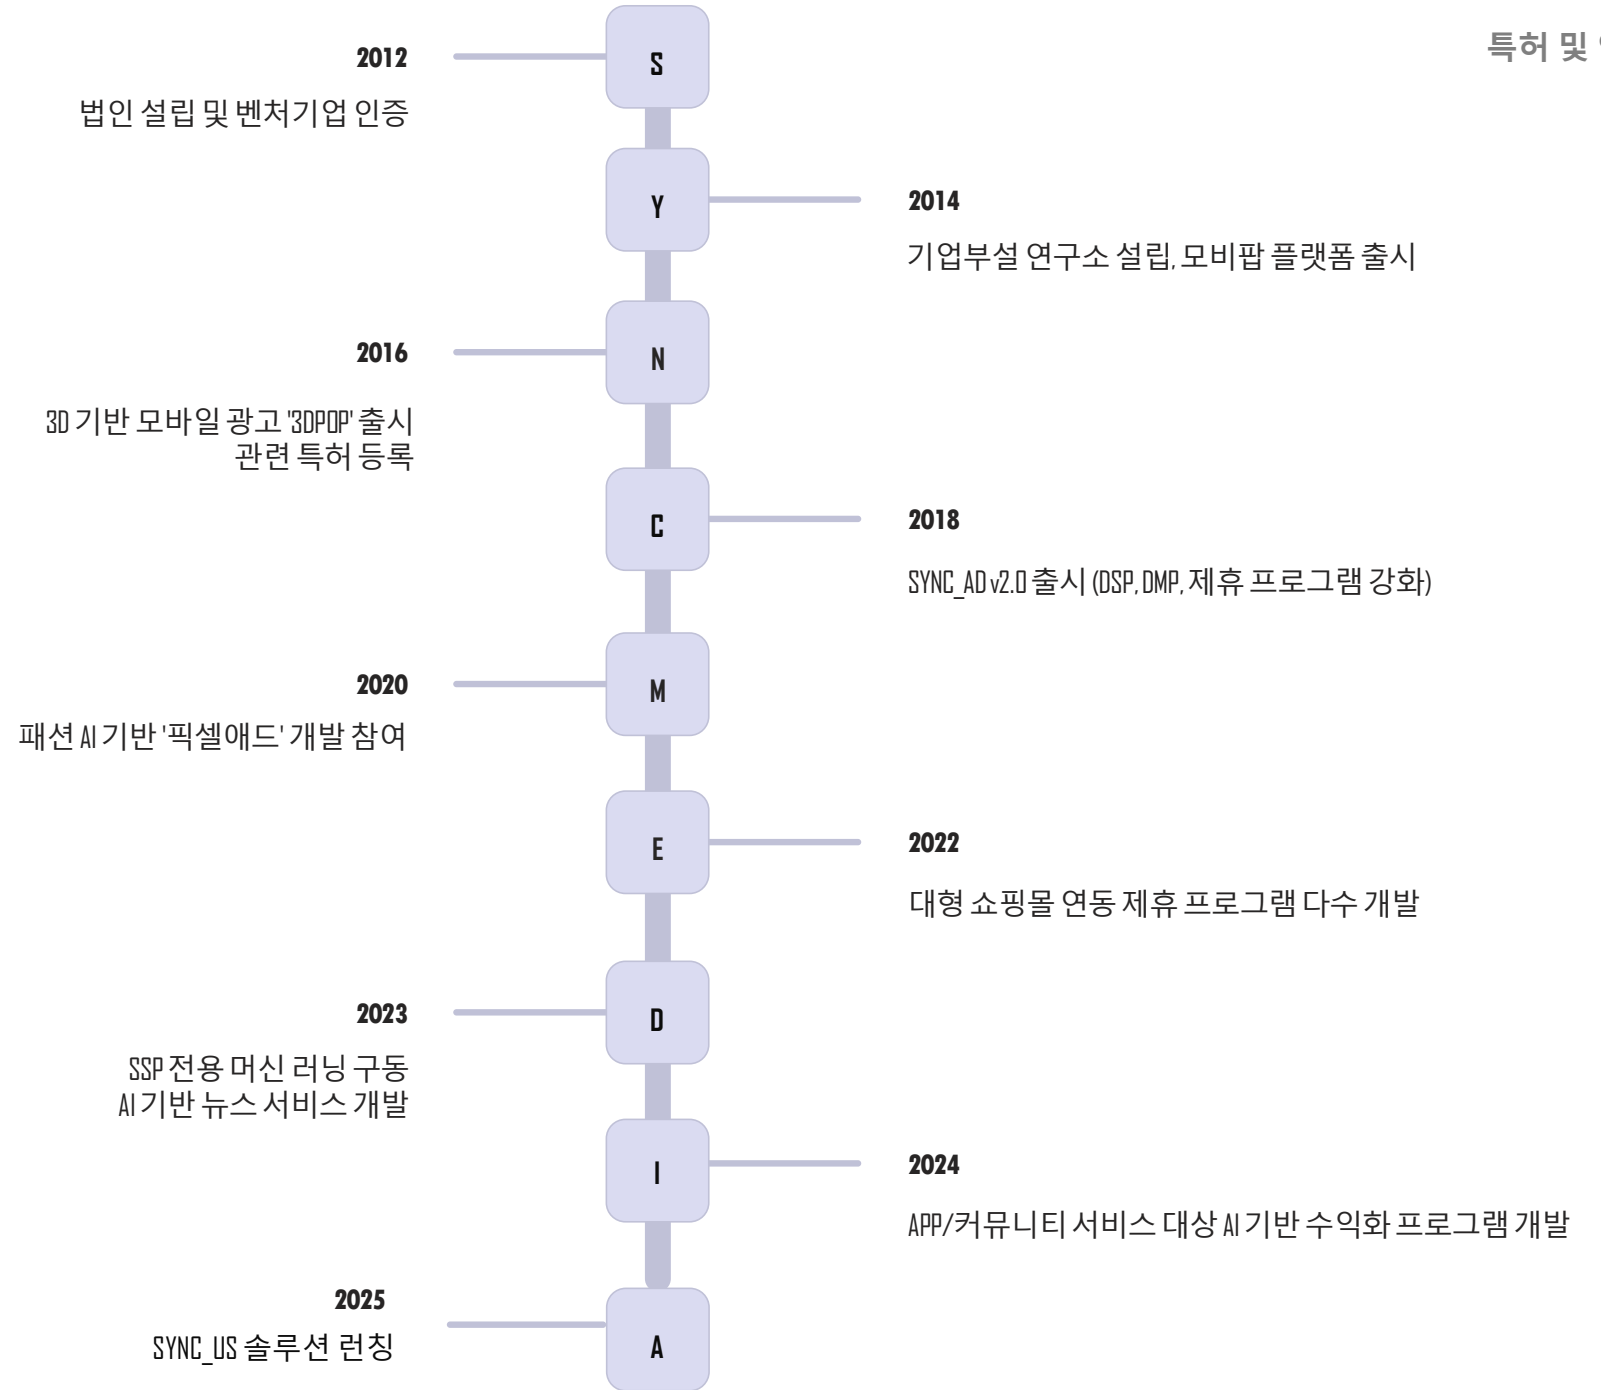 특허 및
2012
S
법인 설립 및 벤처기업 인증
Y
2014
기업부설 연구소 설립, 모비팝 플랫폼 출시
2016
N
3D 기반 모바일 광고 '3DPOP' 출시
관련 특허 등록
C
2018
SYNC_AD v2.0 출시 (DSP, DMP, 제휴 프로그램 강화)
2020
M
패션 AI 기반 '픽셀애드' 개발 참여
E
2022
대형 쇼핑몰 연동 제휴 프로그램 다수 개발
2023
D
SSP 전용 머신 러닝 구동
AI 기반 뉴스 서비스 개발
I
2024
APP/커뮤니티 서비스 대상 AI 기반 수익화 프로그램 개발
2025
A
SYNC_US 솔루션 런칭